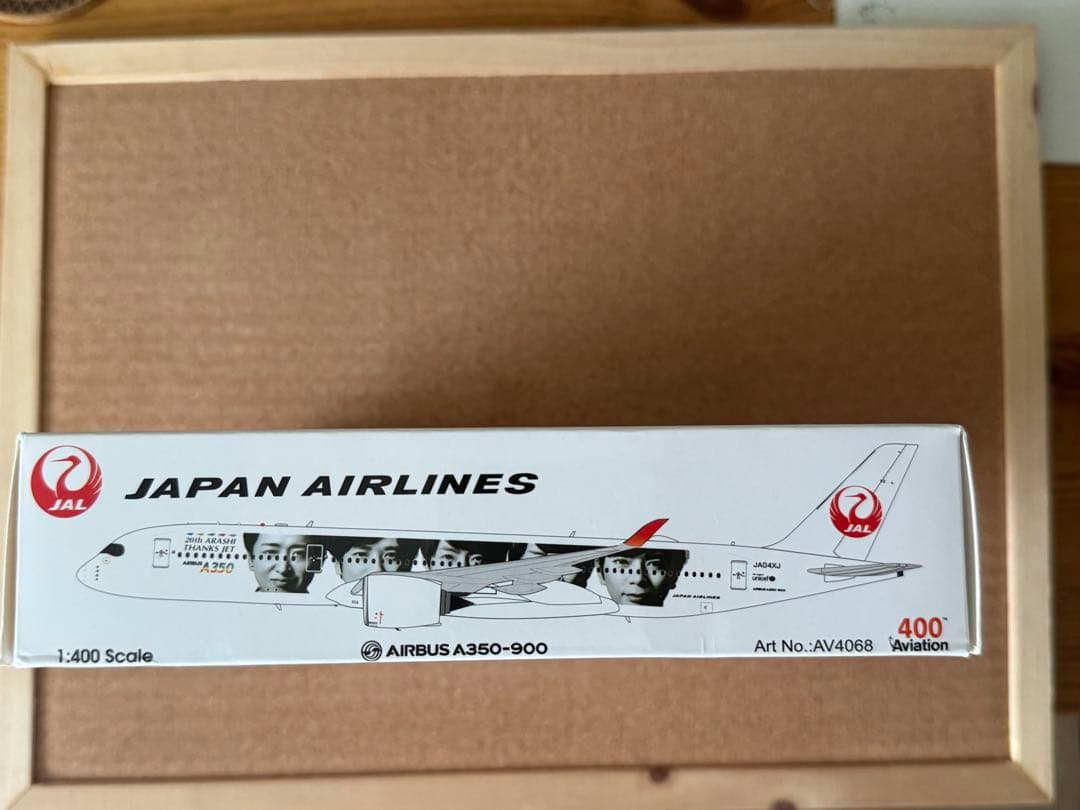 JAL
JAPAN AIRLINES
JAL
20th ARASHI
THANKS JET
AIRBUS A350
JA04XJ
unicef
JAPAN AIRLINES
1:400 Scale
AIRBUS A350-900
Art No.:AV4068
400™
Aviation